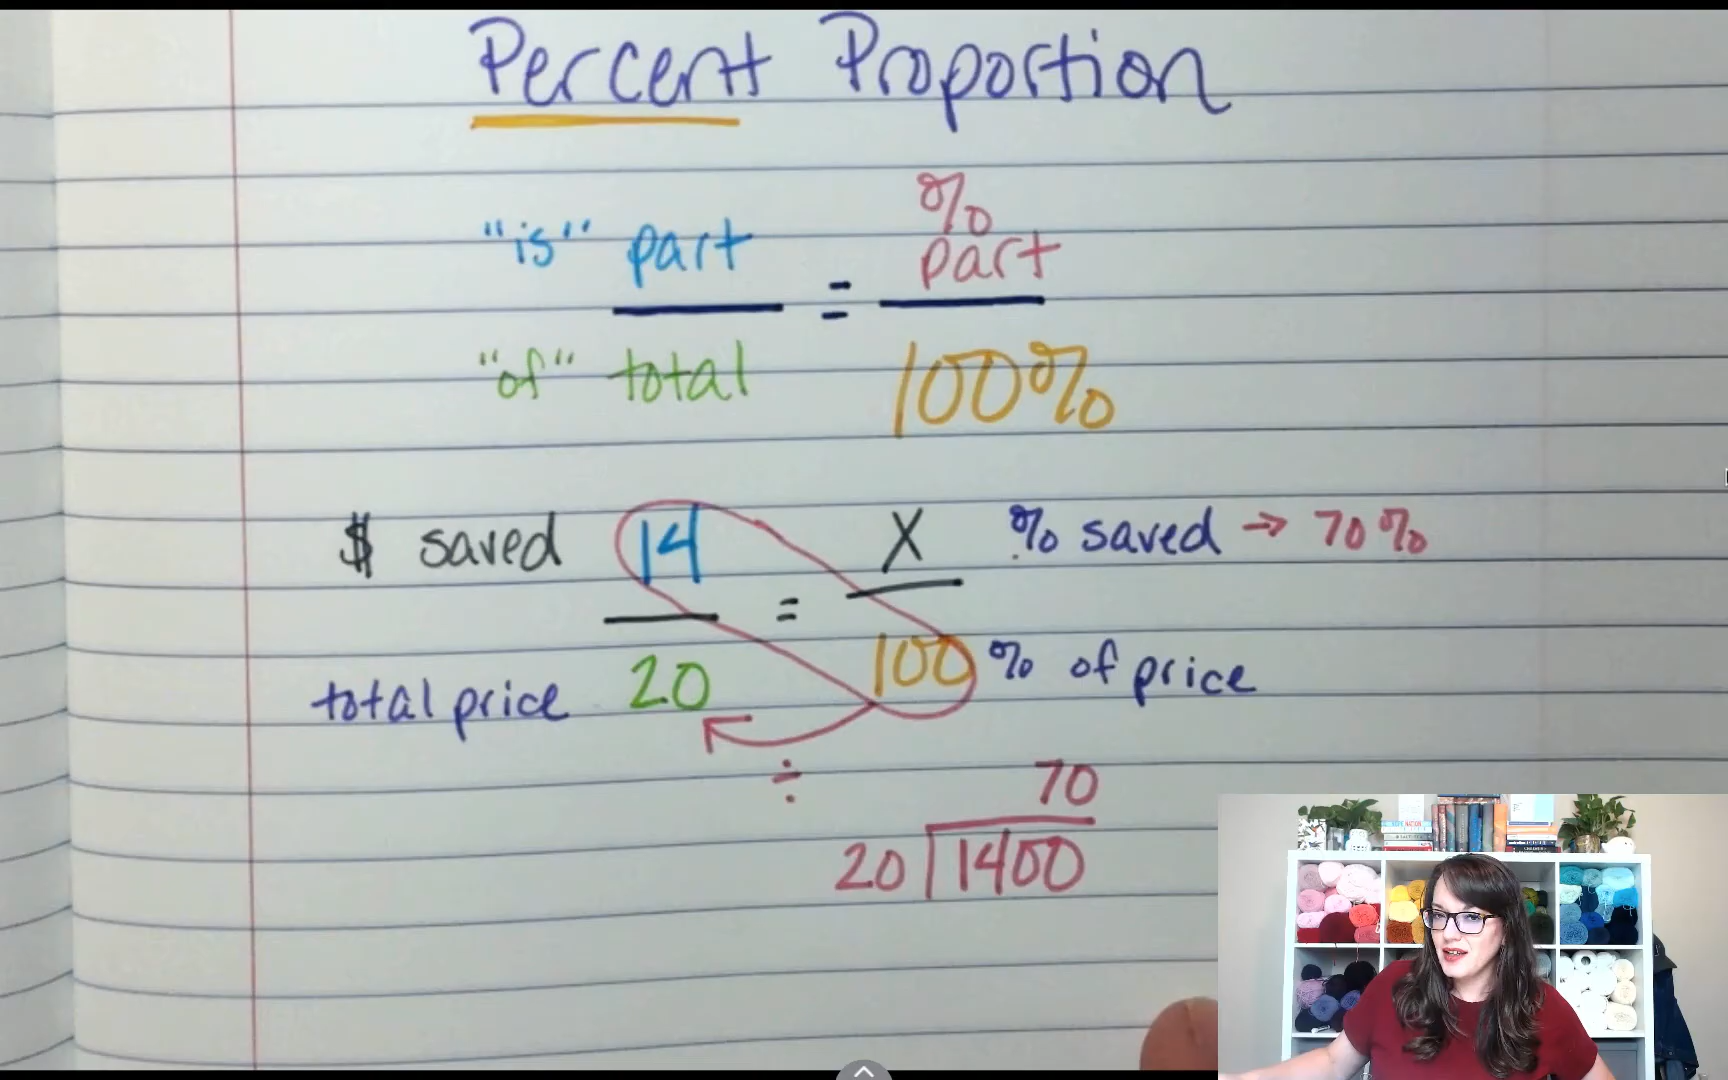 Percent Proportion
%
"is" part = part
"of" total 100%
$ saved 14 = X % saved → 70%
total price 20 100 % of price
÷
70
20 1400